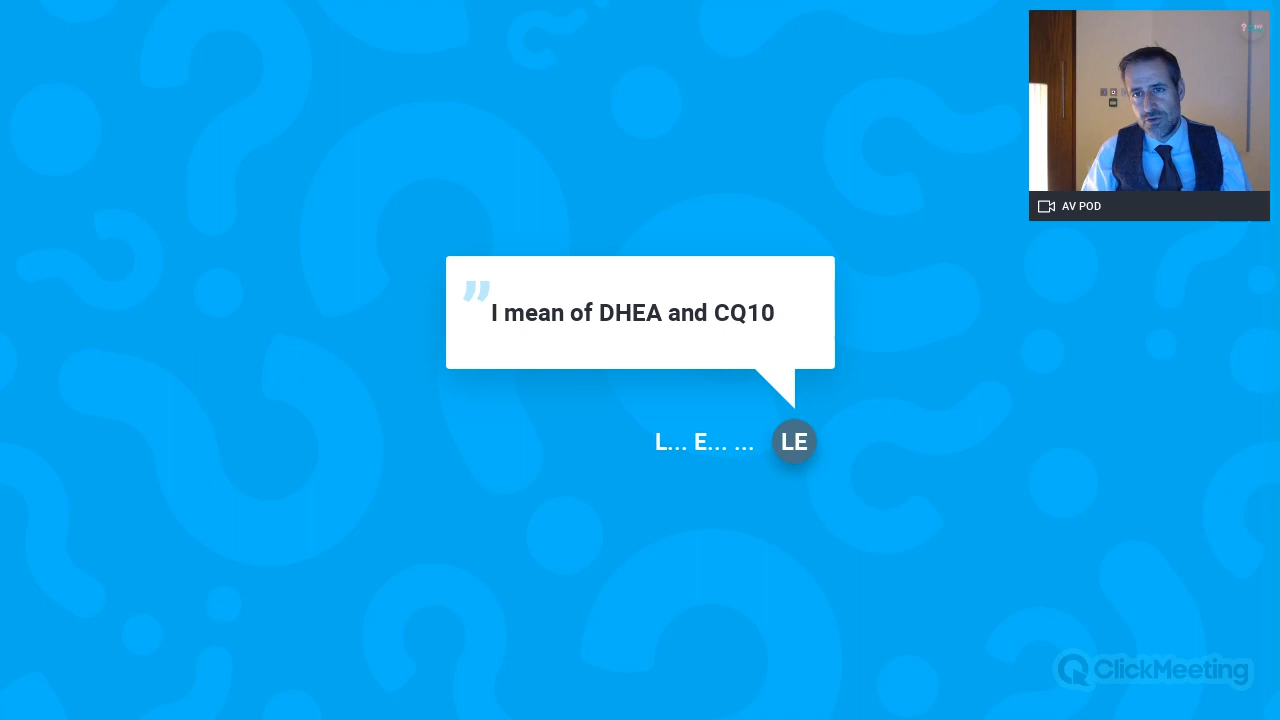 AV POD
” I mean of DHEA and CQ10
L... E... ... LE
ClickMeeting